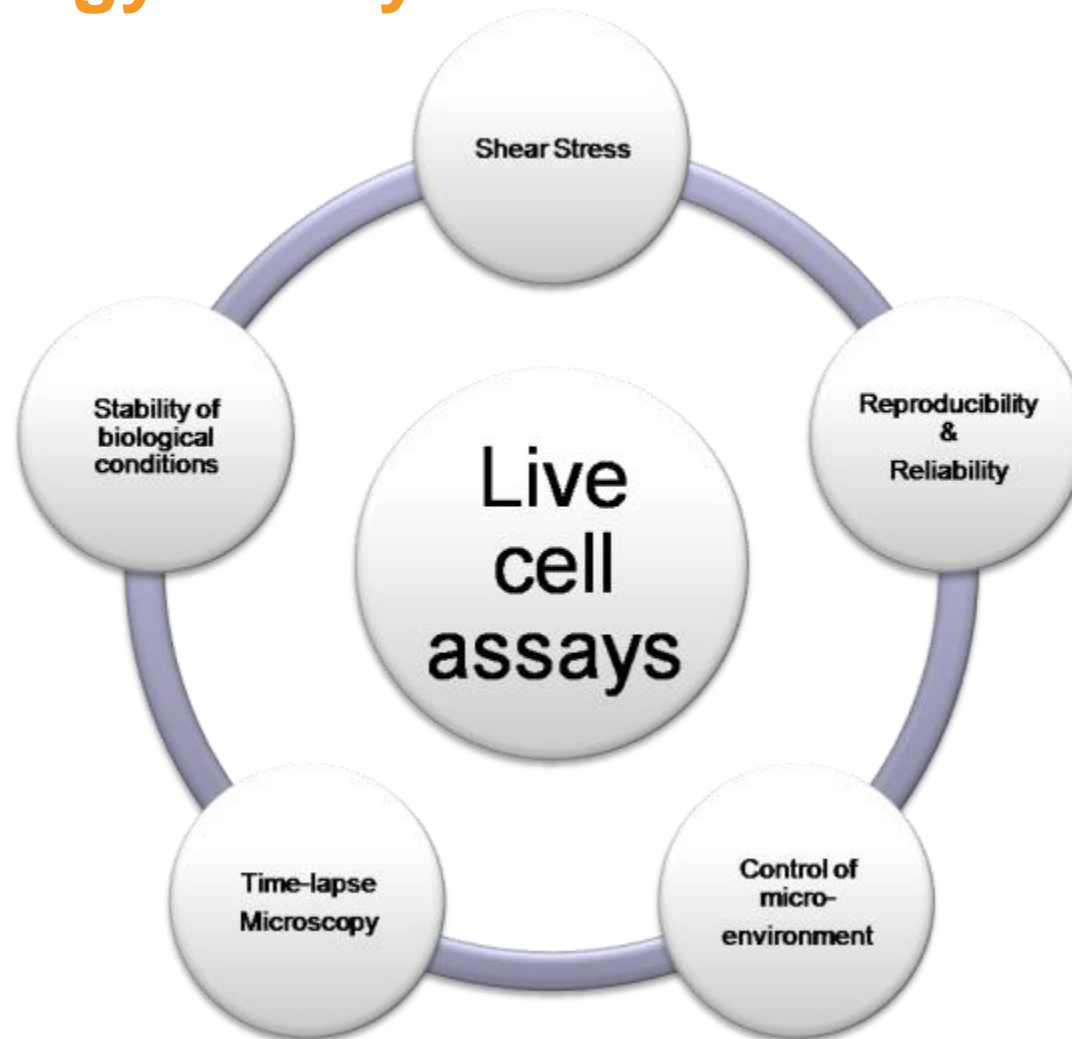 Shear Stress
Reproducibility
&
Reliability
Stability of
biological
conditions
Live
cell
assays
Time-lapse
Microscopy
Control of
micro-
environment